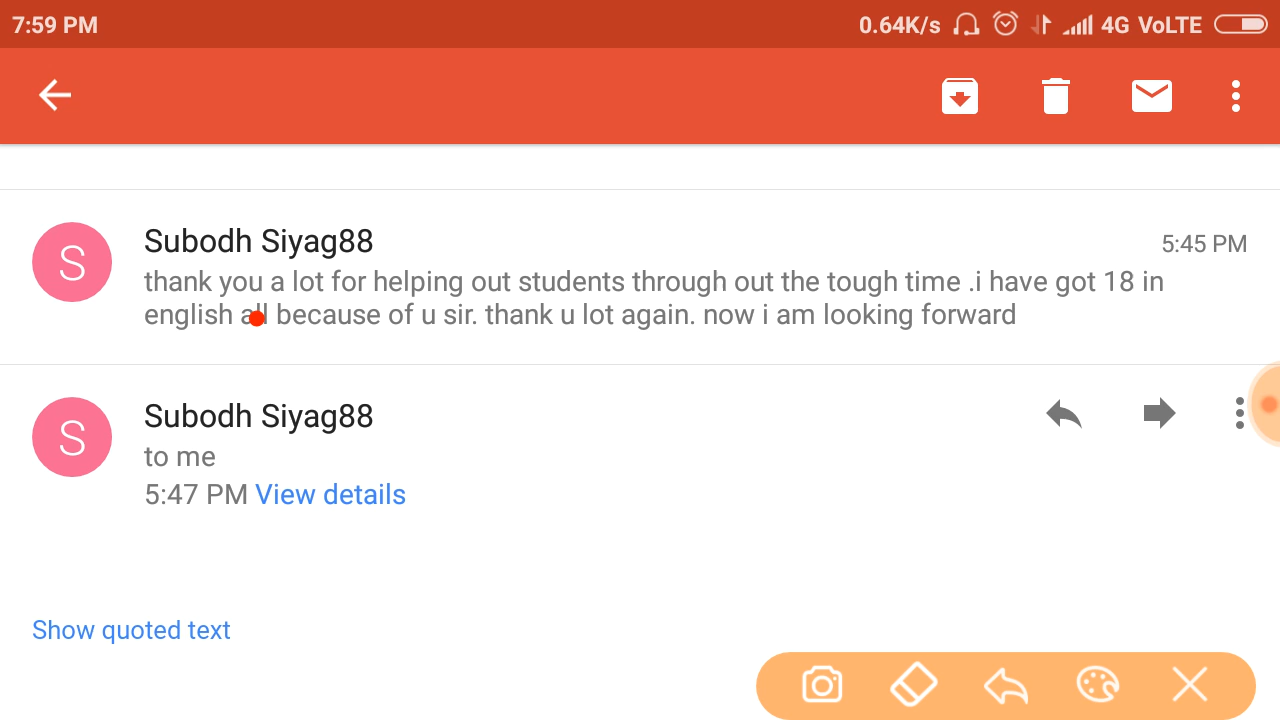 7:59 PM 0.64K/s 4G VoLTE
S
Subodh Siyag88 5:45 PM
thank you a lot for helping out students through out the tough time .i have got 18 in
english all because of u sir. thank u lot again. now i am looking forward
S
Subodh Siyag88
to me
5:47 PM View details
Show quoted text